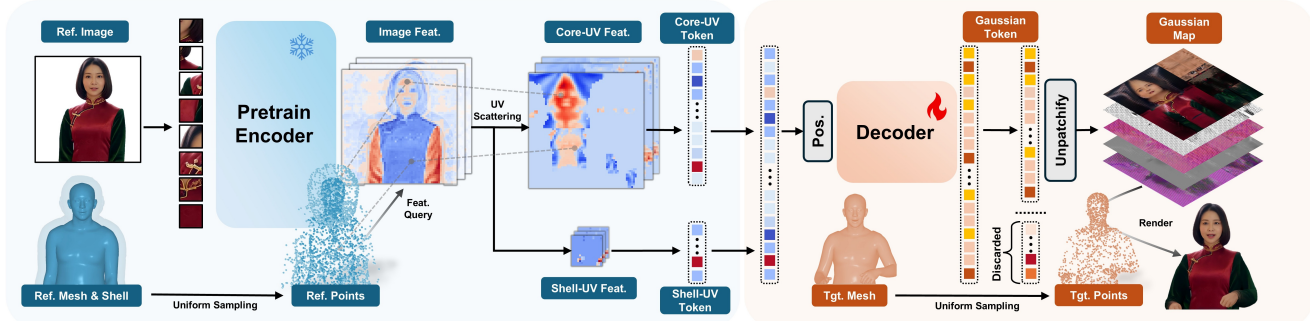 Ref. Image
Pretrain
Encoder
Image Feat.
UV
Scattering
Core-UV Feat.
Core-UV
Token
Feat.
Query
Shell-UV Feat.
Shell-UV
Token
Ref. Mesh & Shell
Uniform Sampling
Ref. Points
Pos.
Decoder
Gaussian
Token
Unpatchify
Gaussian
Map
Discarded
Render
Tgt. Mesh
Uniform Sampling
Tgt. Points